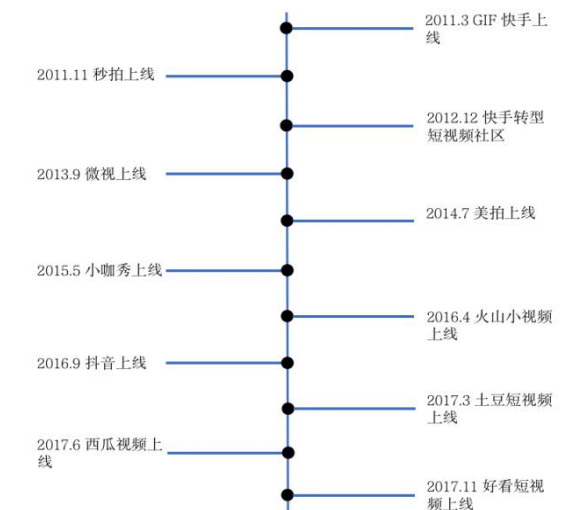 2011.3 GIF 快手上
线
2011.11 秒拍上线
2012.12 快手转型
短视频社区
2013.9 微视上线
2014.7 美拍上线
2015.5 小咖秀上线
2016.4 火山小视频
上线
2016.9 抖音上线
2017.3 土豆短视频
上线
2017.6 西瓜视频上
线
2017.11 好看短视
频上线